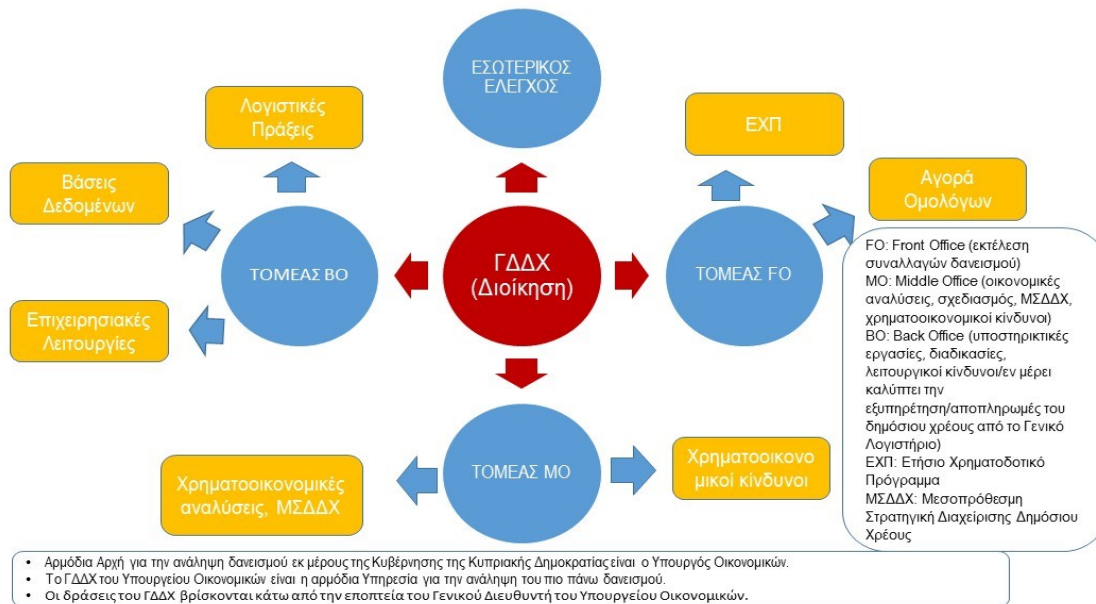 ΕΣΩΤΕΡΙΚΟΣ
ΕΛΕΓΧΟΣ
Λογιστικές
Πράξεις
ΕΧΠ
Βάσεις
Δεδομένων
Αγορά
Ομολόγων
ΤΟΜΕΑΣ BO
ΓΔΔΧ
(Διοίκηση)
ΤΟΜΕΑΣ FO
Επιχειρησιακές
Λειτουργίες
FO: Front Office (εκτέλεση
συναλλαγών δανεισμού)
MO: Middle Office (οικονομικές
αναλύσεις, σχεδιασμός, ΜΣΔΔΧ,
χρηματοοικονομικοί κίνδυνοι)
BO: Back Office (υποστηρικτικές
εργασίες, διαδικασίες,
λειτουργικοί κίνδυνοι/εν μέρει
καλύπτει την
εξυπηρέτηση/αποπληρωμές του
δημόσιου χρέους από το Γενικό
Λογιστήριο)
ΕΧΠ: Ετήσιο Χρηματοδοτικό
Πρόγραμμα
ΜΣΔΔΧ: Μεσοπρόθεσμη
Στρατηγική Διαχείρισης Δημόσιου
Χρέους
Χρηματοοικονομικές
αναλύσεις, ΜΣΔΔΧ
ΤΟΜΕΑΣ MO
Χρηματοοικονο
μικοί κίνδυνοι
• Αρμόδια Αρχή για την ανάληψη δανεισμού εκ μέρους της Κυβέρνησης της Κυπριακής Δημοκρατίας είναι ο Υπουργός Οικονομικών.
• Το ΓΔΔΧ του Υπουργείου Οικονομικών είναι η αρμόδια Υπηρεσία για την ανάληψη του πιο πάνω δανεισμού.
• Οι δράσεις του ΓΔΔΧ βρίσκονται κάτω από την εποπτεία του Γενικού Διευθυντή του Υπουργείου Οικονομικών.